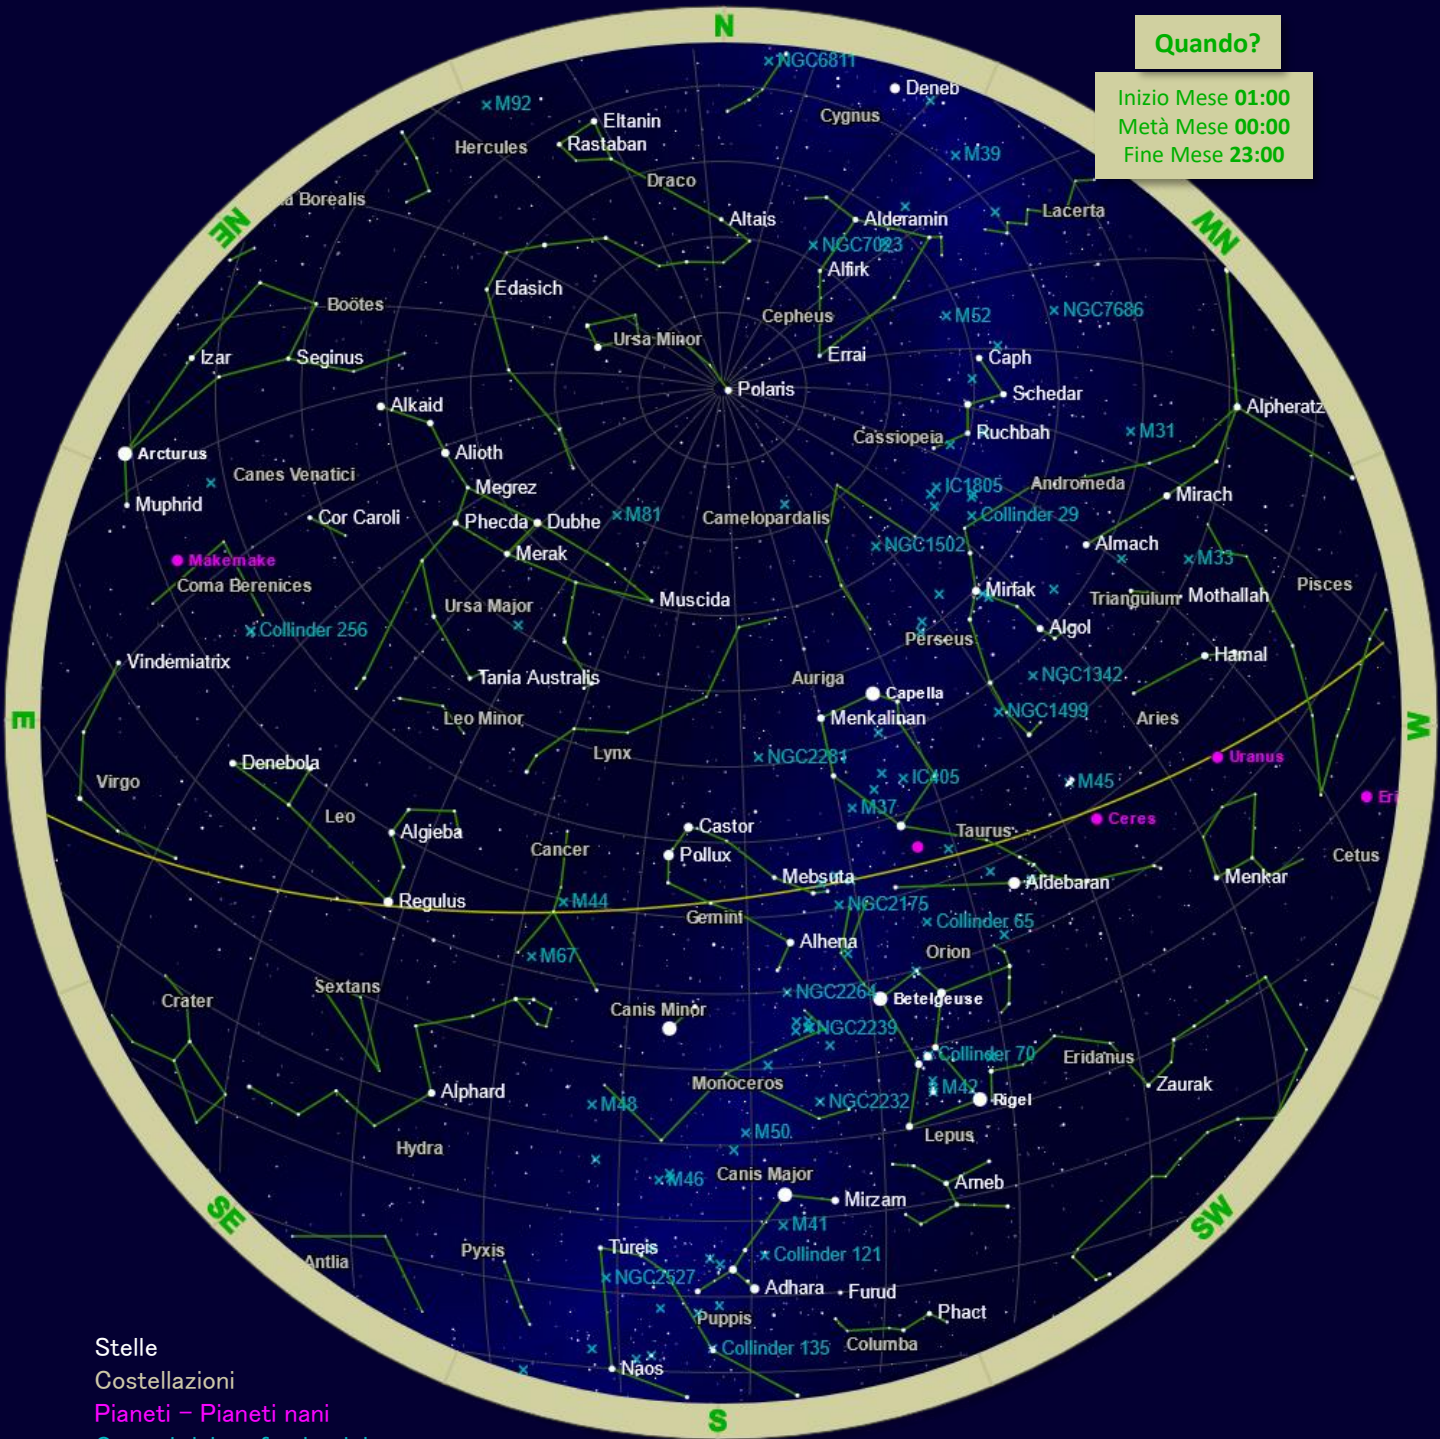 N
Quando?
Inizio Mese 01:00
Metà Mese 00:00
Fine Mese 23:00
NGC6811
Deneb
M92
Cygnus
Eltanin
Hercules
Rastaban
M39
Draco
a Borealis
Lacerta
NE
Altais
Alderamin
NW
NGC7023
Alfirk
Edasich
Boötes
Cepheus
M52
NGC7686
Ursa Minor
Izar
Seginus
Errai
Caph
Polaris
Schedar
Alkaid
Alpheratz
Cassiopeia
Ruchbah
M31
Arcturus
Alioth
Canes Venatici
Megrez
IC1805
Andromeda
Mirach
Muphrid
Cor Caroli
Phecda
Dubhe
M81
Camelopardalis
Collinder 29
NGC1502
Almach
Merak
M33
Makemake
Coma Berenices
Pisces
Ursa Major
Muscida
Mirfak
Triangulum
Mothallah
Collinder 256
Perseus
Algol
Vindemiatrix
Hamal
Tania Australis
Auriga
Capella
NGC1342
Leo Minor
Menkalinan
NGC1499
Aries
E
W
Lynx
NGC2281
Uranus
Denebola
Virgo
IC405
M45
Eri
Leo
M37
Ceres
Algieba
Castor
Taurus
Cancer
Pollux
Cetus
Mebsuta
Aldebaran
Menkar
Regulus
M44
Gemini
NGC2175
Collinder 65
Alhena
Orion
M67
Sextans
Crater
NGC2264
Betelgeuse
Canis Minor
NGC2239
Collinder 70
Eridanus
Alphard
Monoceros
M42
Zaurak
M48
NGC2232
Rigel
M50
Lepus
Hydra
M46
Canis Major
Arneb
Mirzam
SE
SW
M41
Tureis
Pyxis
Collinder 121
Antlia
NGC2527
Adhara
Furud
Puppis
Phact
Stelle
Collinder 135
Columba
Naos
Costellazioni
Pianeti – Pianeti nani
S